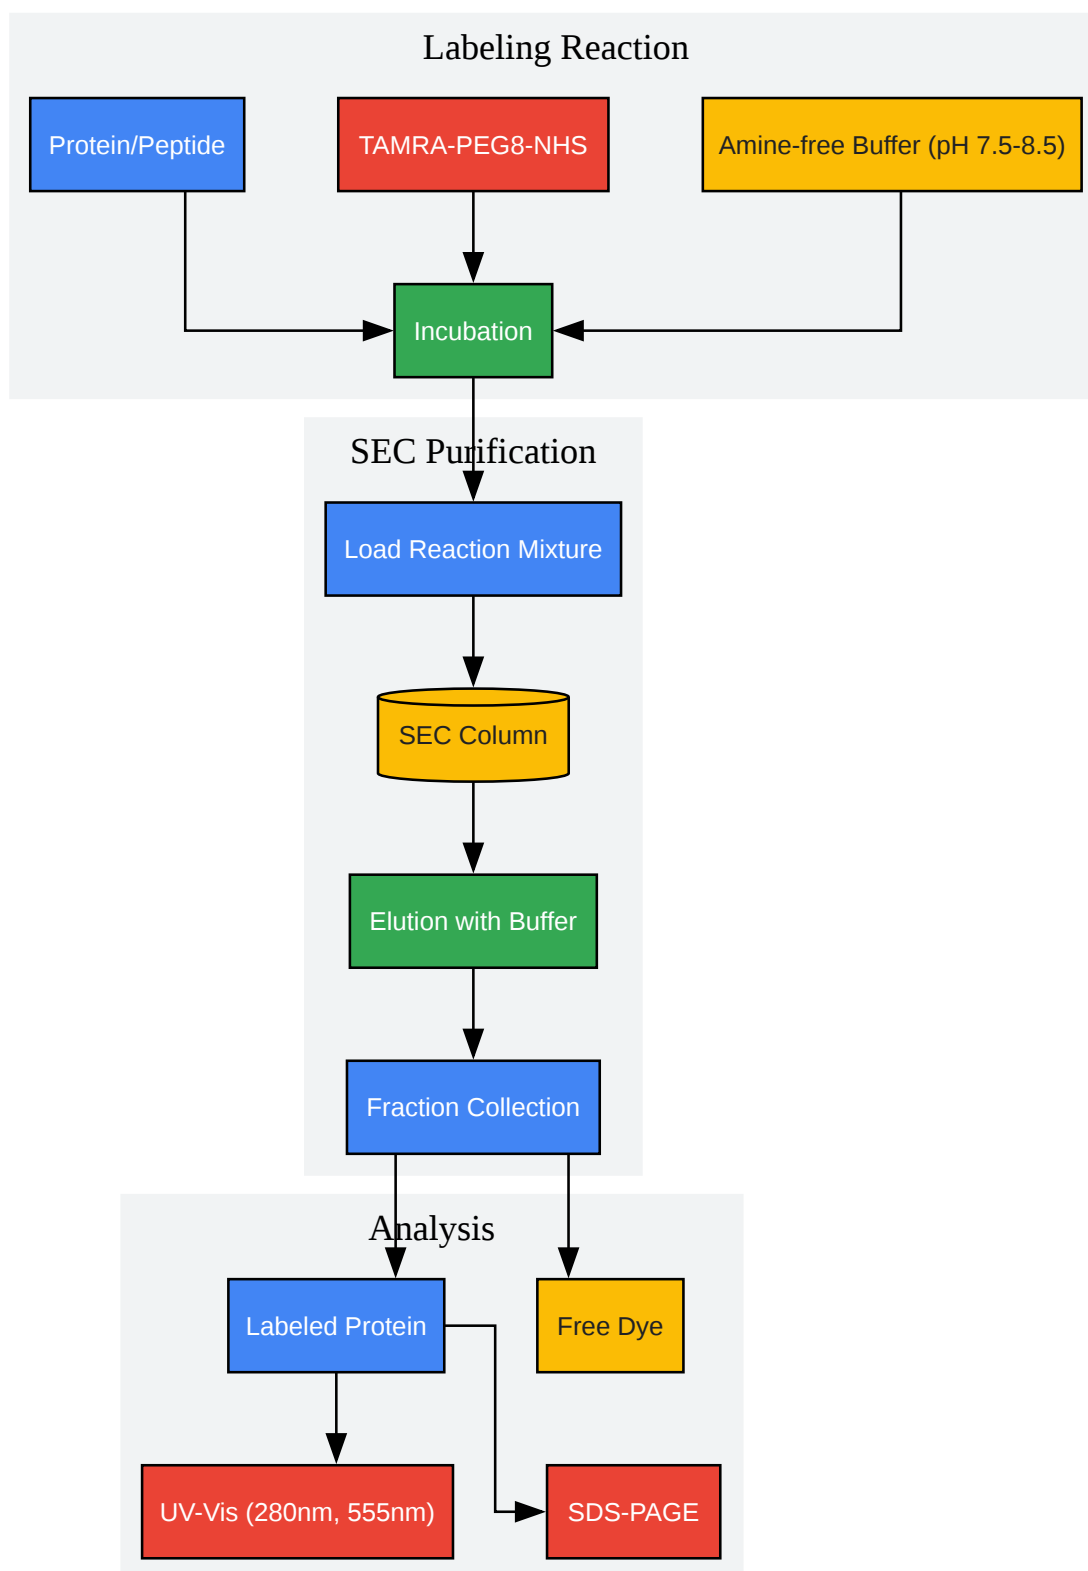 Labeling Reaction
Protein/Peptide
TAMRA-PEG8-NHS
Amine-free Buffer (pH 7.5-8.5)
Incubation
SEC Purification
Load Reaction Mixture
SEC Column
Elution with Buffer
Fraction Collection
Analysis
Labeled Protein
Free Dye
UV-Vis (280nm, 555nm)
SDS-PAGE